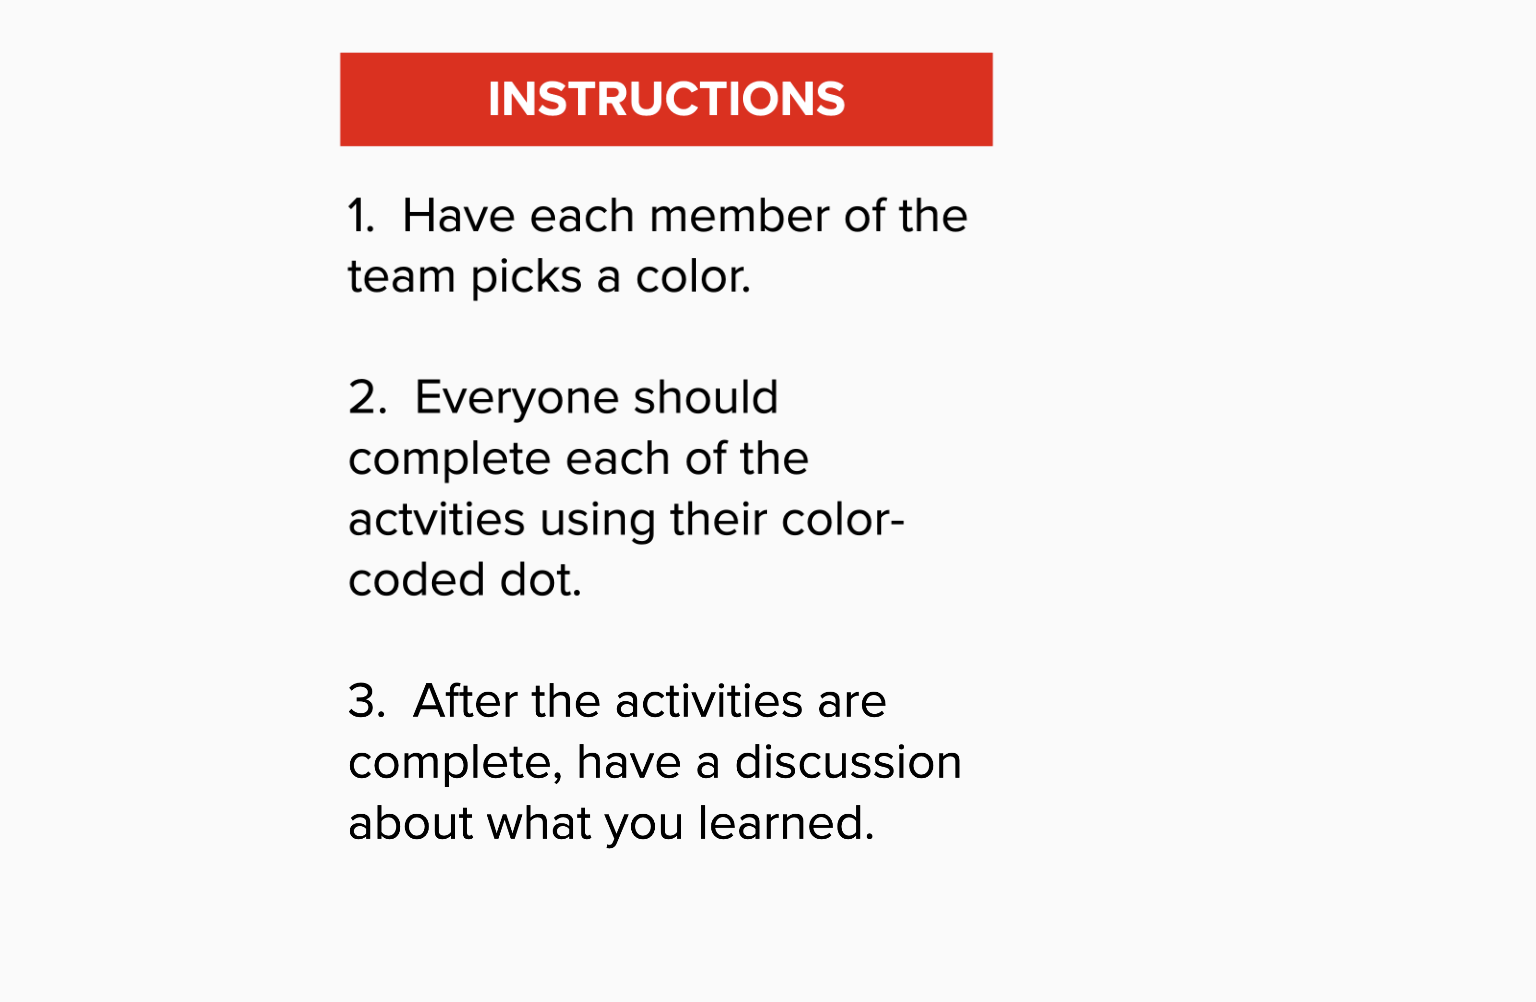 INSTRUCTIONS
1. Have each member of the
team picks a color.
2. Everyone should
complete each of the
actvities using their color-
coded dot.
3. After the activities are
complete, have a discussion
about what you learned.